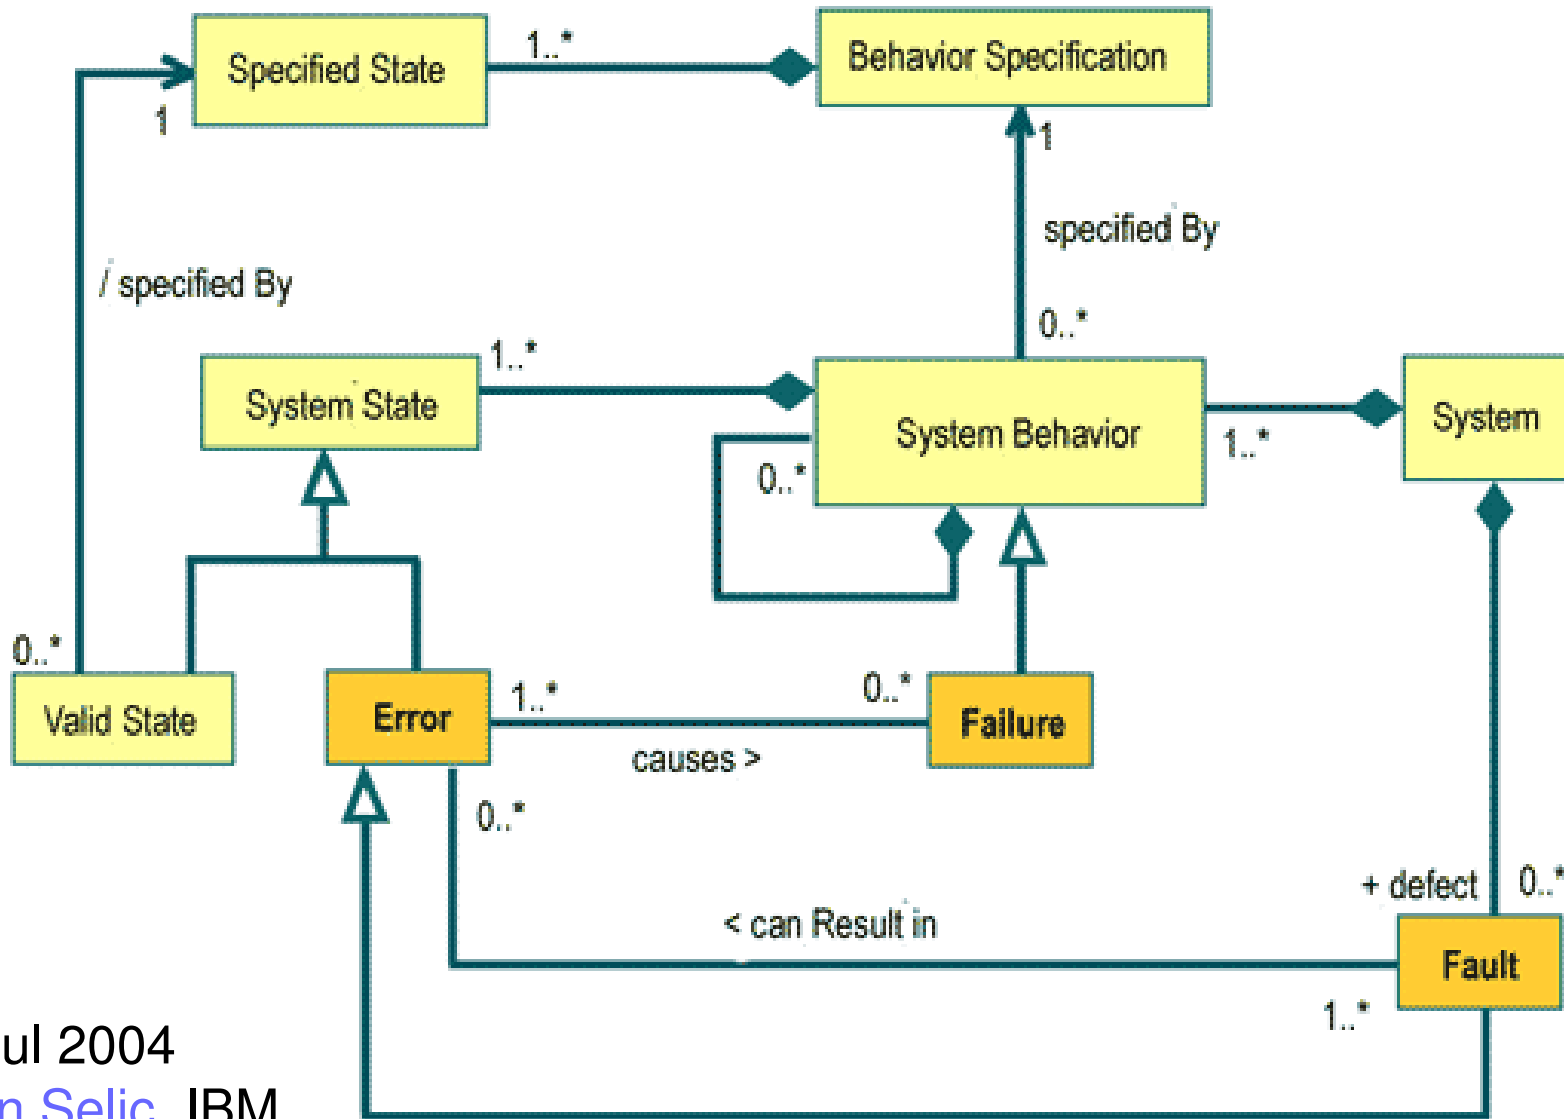 Specified State
1..*
Behavior Specification
1
1
specified By
/ specified By
0..*
1..*
System State
System Behavior
1..*
System
0..*
0..*
Valid State
Error
1..*
0..*
Failure
causes >
0..*
+ defect
0..*
< can Result in
Fault
1..*
ul 2004
n Selic, IBM